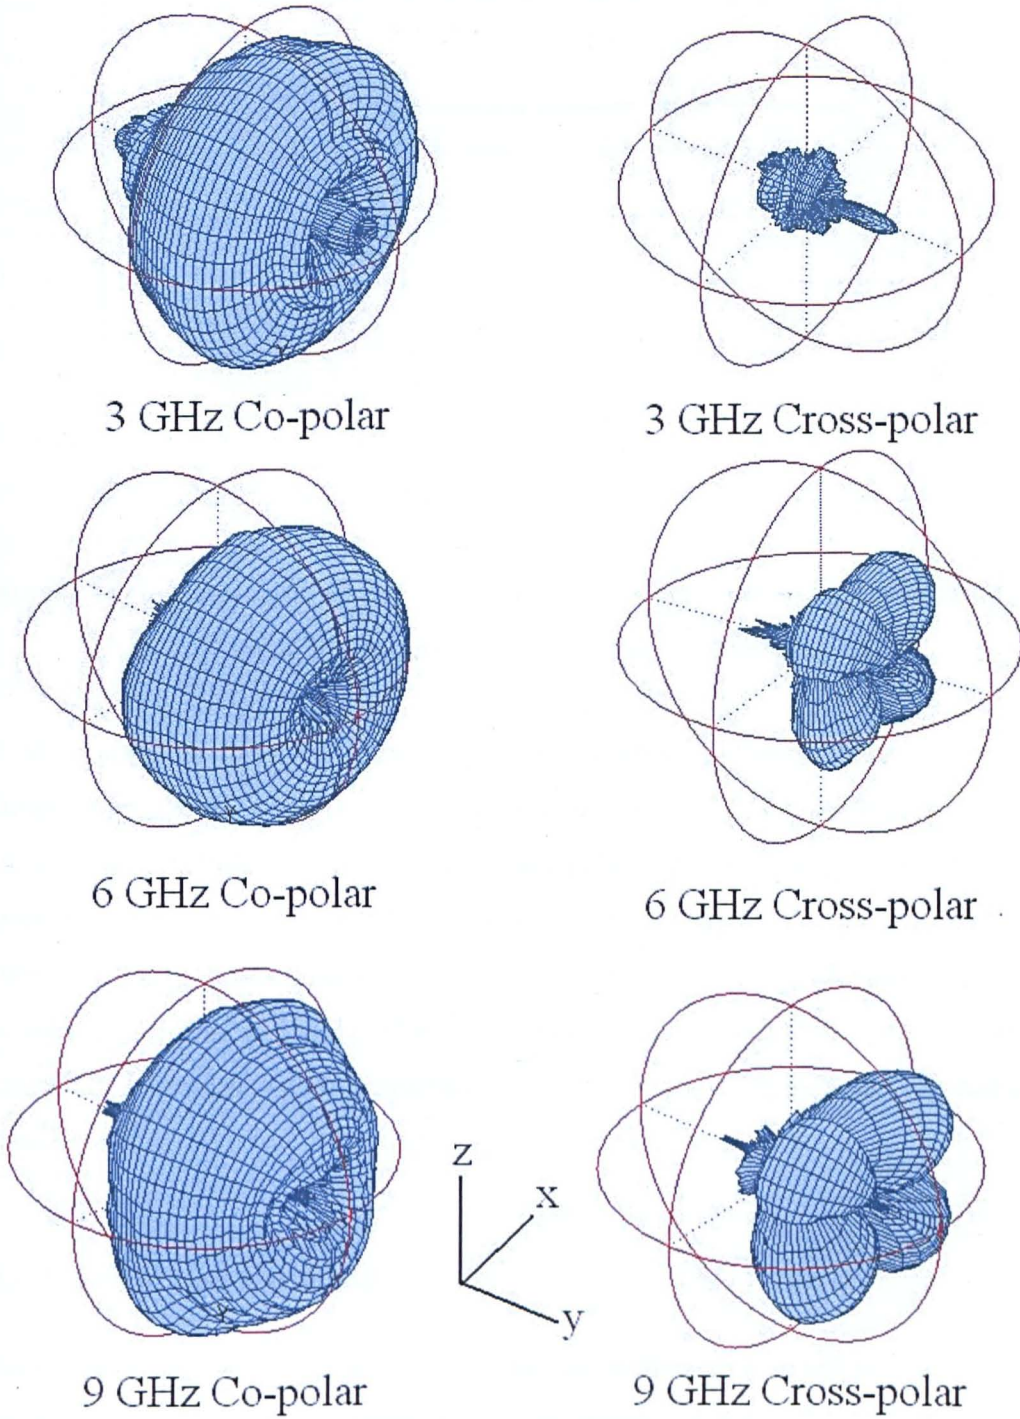 3 GHz Co-polar
3 GHz Cross-polar
6 GHz Co-polar
6 GHz Cross-polar
z
x
y
9 GHz Co-polar
9 GHz Cross-polar